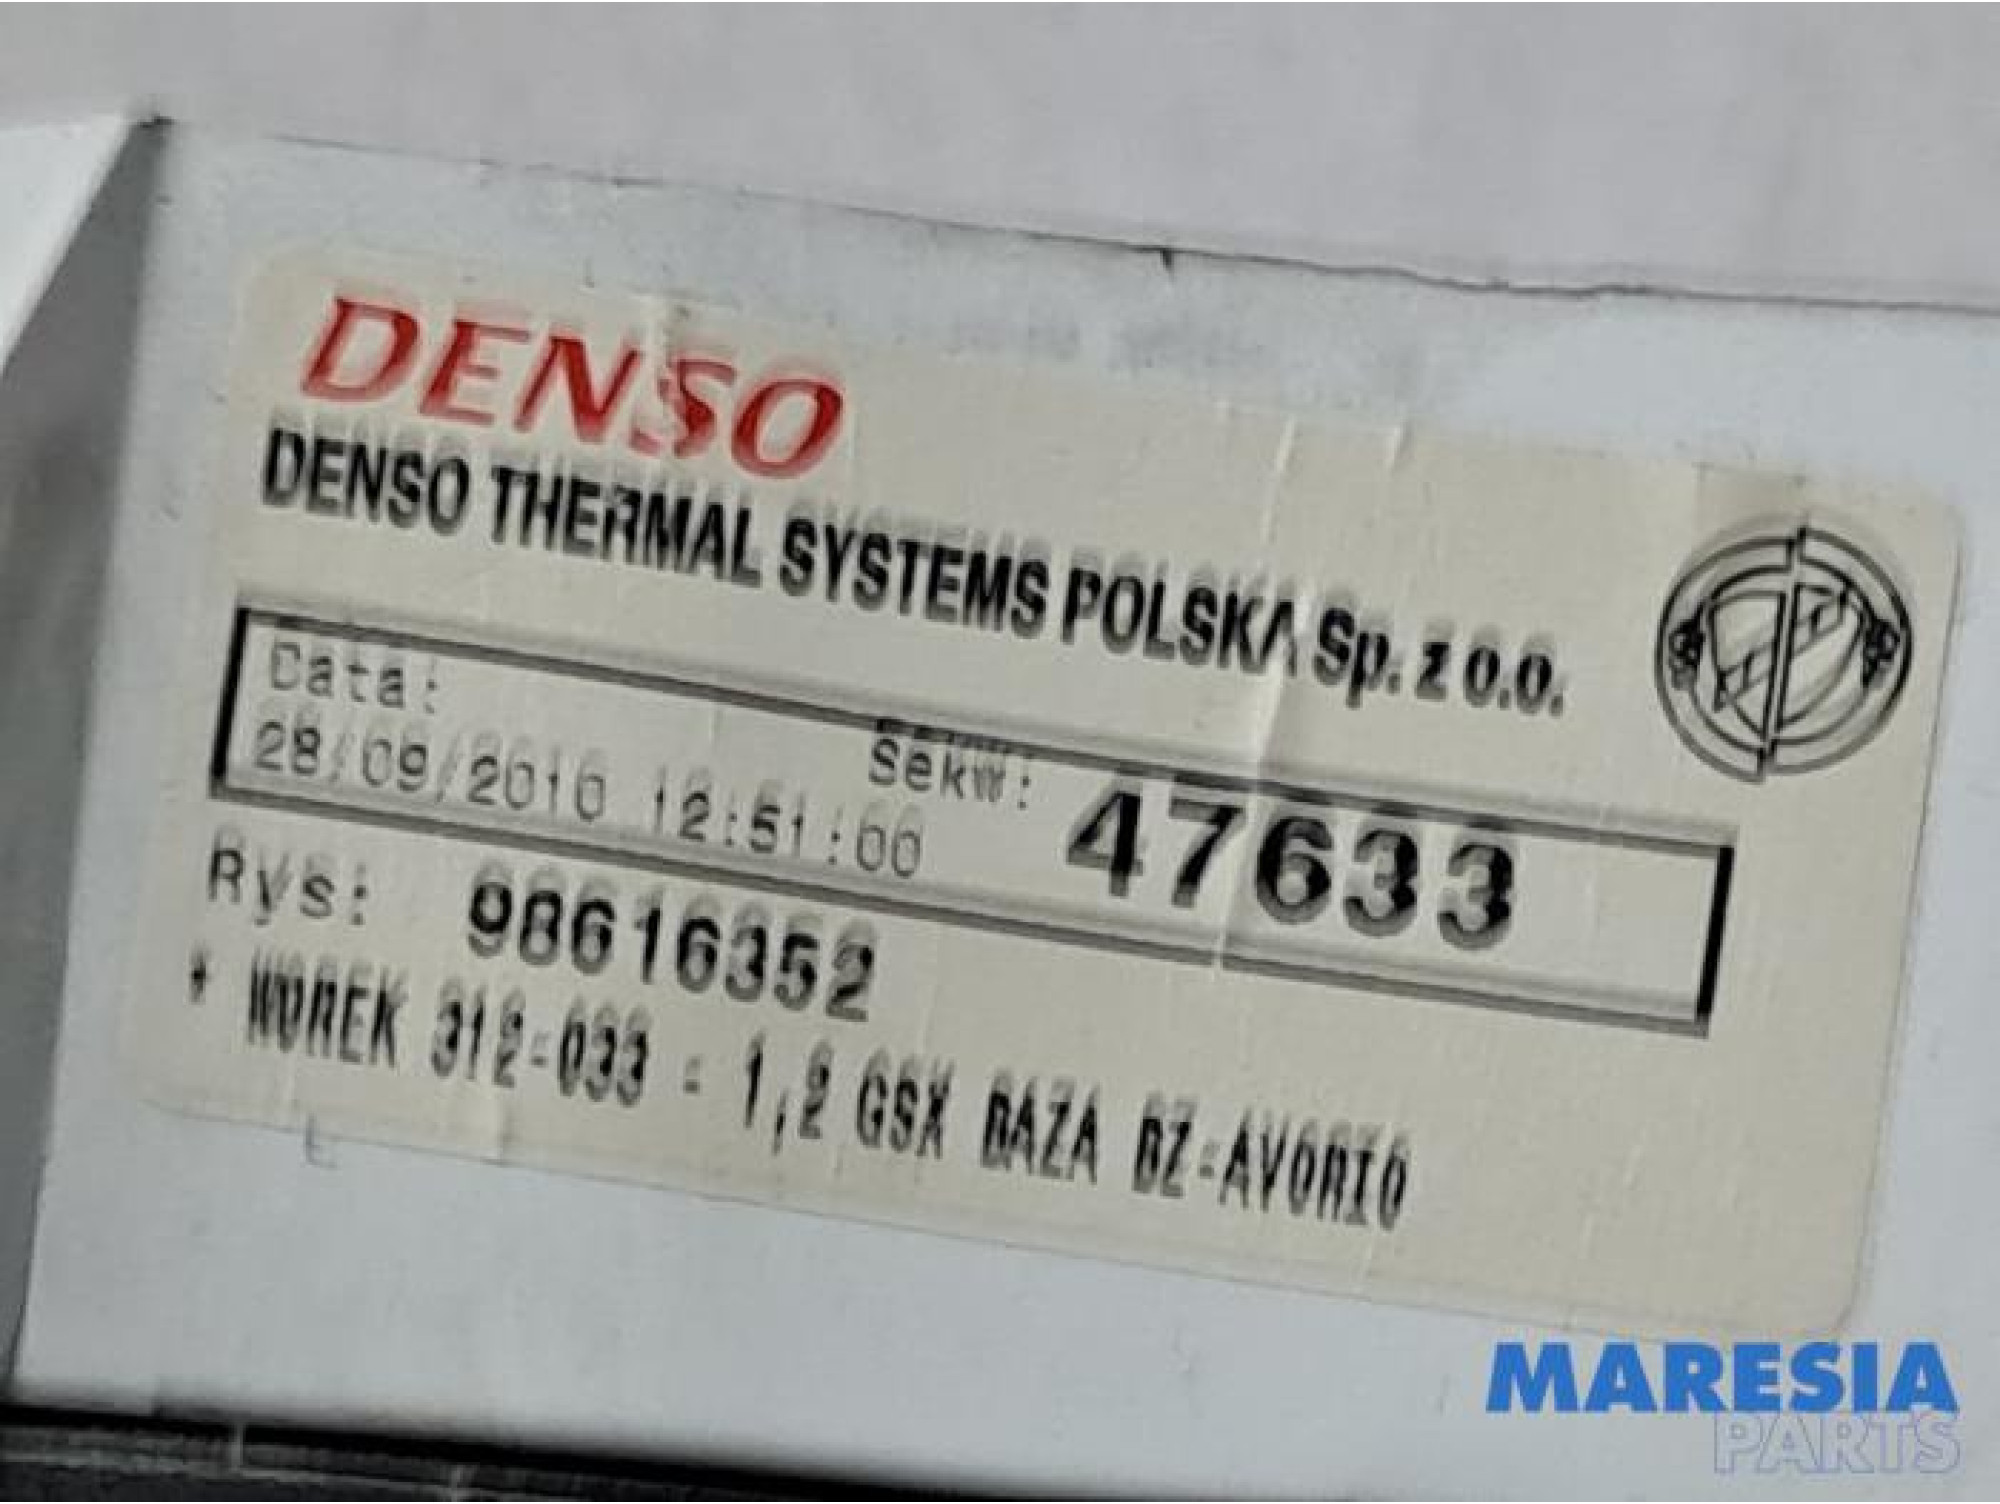 DENSO
DENSO THERMAL SYSTEMS POLSKA Sp. z o.o.
Data:
28/09/2010 12:51:00 Sekw: 47633
Rys: 98616352
* WOREK 312-033 - 1,2 GSX BAZA BZ-AVORIO
MARESIA
PARTS